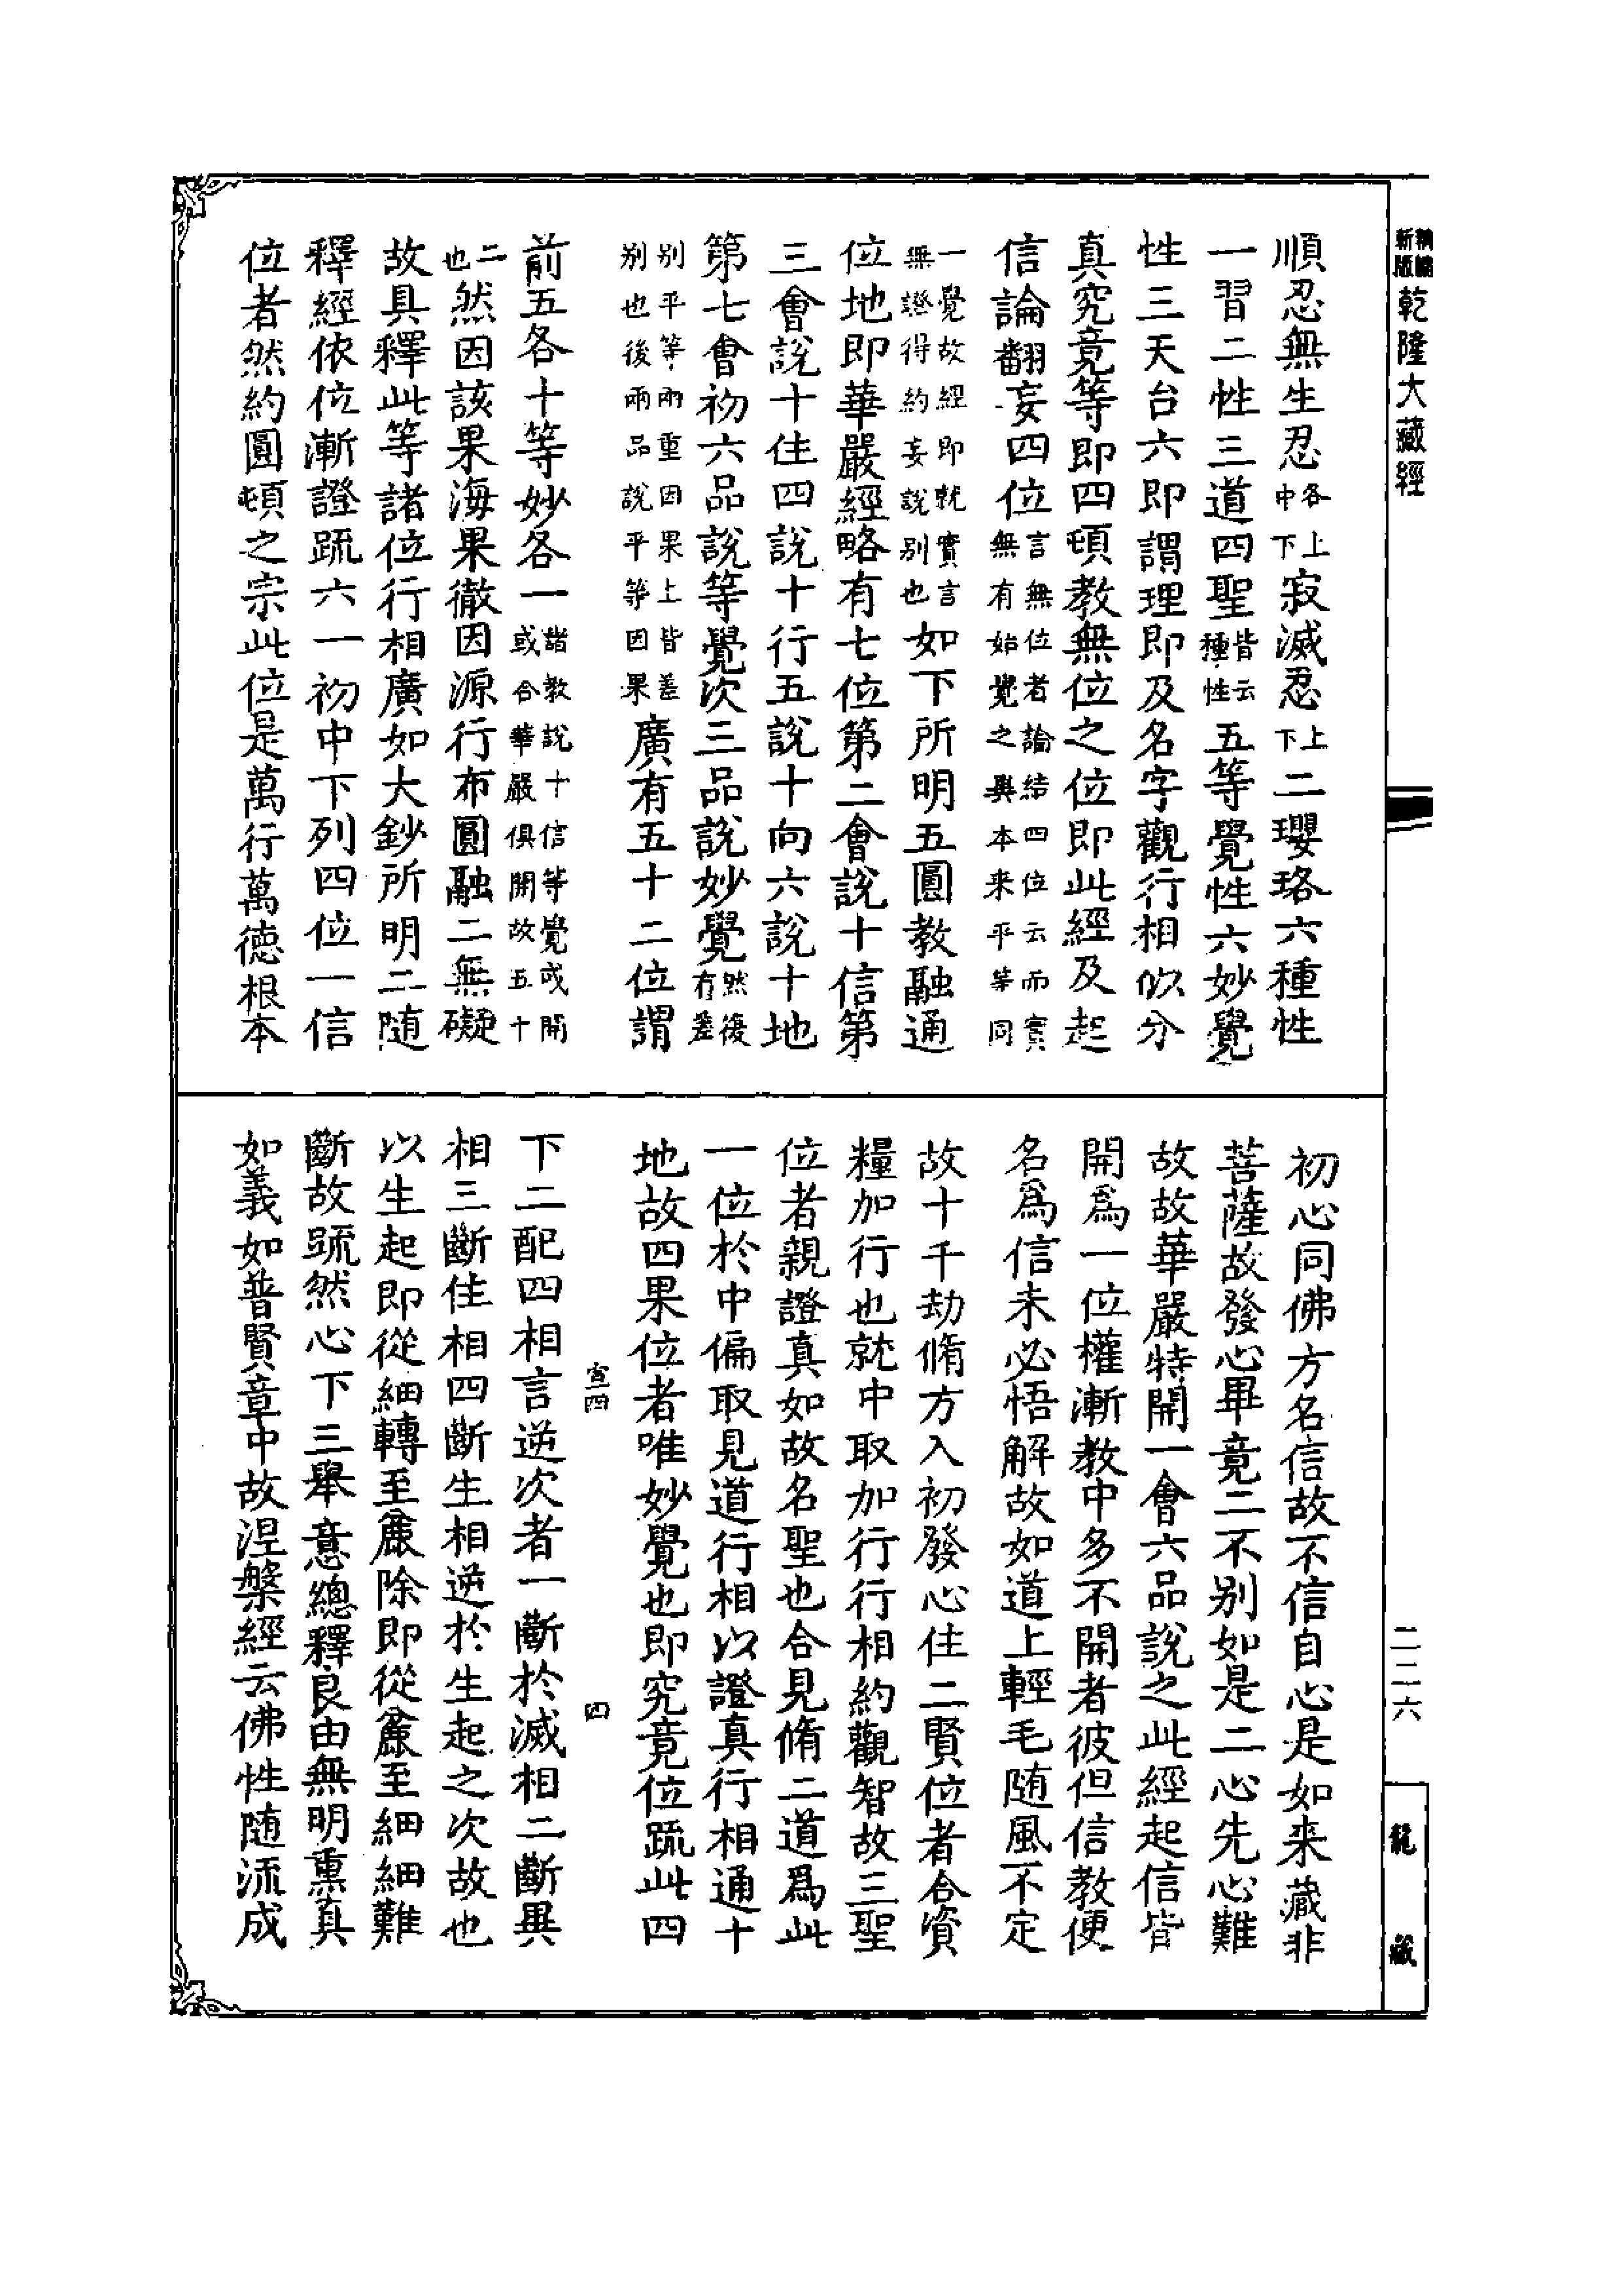 新編
新版
乾隆大藏經
順忍無生忍各上中下寂滅忍上下二瓔珞六種性
一習二性三道四聖皆云種性五等覺性六妙覺
性三天台六即謂理即及名字觀行相似分
真究竟等即四頓教無位之位即此經及起
信論翻妄四位言無位者論結四位云而實無有始覺之異本來平等同
一覺故經即就實言無證得約妄說別也如下所明五圓教融通
位地即華嚴經略有七位第二會說十信第
三會說十住四說十行五說十向六說十地
第七會初六品說等覺次三品說妙覺然後有差
別平等兩重因果上皆差別也後兩品說平等因果廣有五十二位謂
前五各十等妙各一諸教說十信等覺或開或合華嚴俱開故五十
二也然因該果海果徹因源行布圓融二無礙
故具釋此等諸位行相廣如大鈔所明二随
釋經依位漸證䟽六一初中下列四位一信
位者然約圓頓之宗此位是萬行萬德根本
初心同佛方名信故不信自心是如来藏非
菩薩故發心畢竟二不别如是二心先心難
故故華嚴特開一會六品說之此經起信皆
開爲一位權漸教中多不開者彼但信教便
名爲信未必悟解故如道上輕毛随風不定
故十千劫脩方入初發心住二賢位者合資
糧加行也就中取加行行相約觀智故三聖
位者親證真如故名聖也合見脩二道爲此
一位於中偏取見道行相以證真行相通十
地故四果位者唯妙覺也即究竟位䟽此四
宣四
四
下二配四相言逆次者一斷於滅相二斷異
相三斷住相四斷生相逆於生起之次故也
以生起即從細轉至麤除即從麤至細細難
斷故䟽然心下三舉意總釋良由無明熏真
如義如普賢章中故涅槃經云佛性随流成
二二六
龍藏